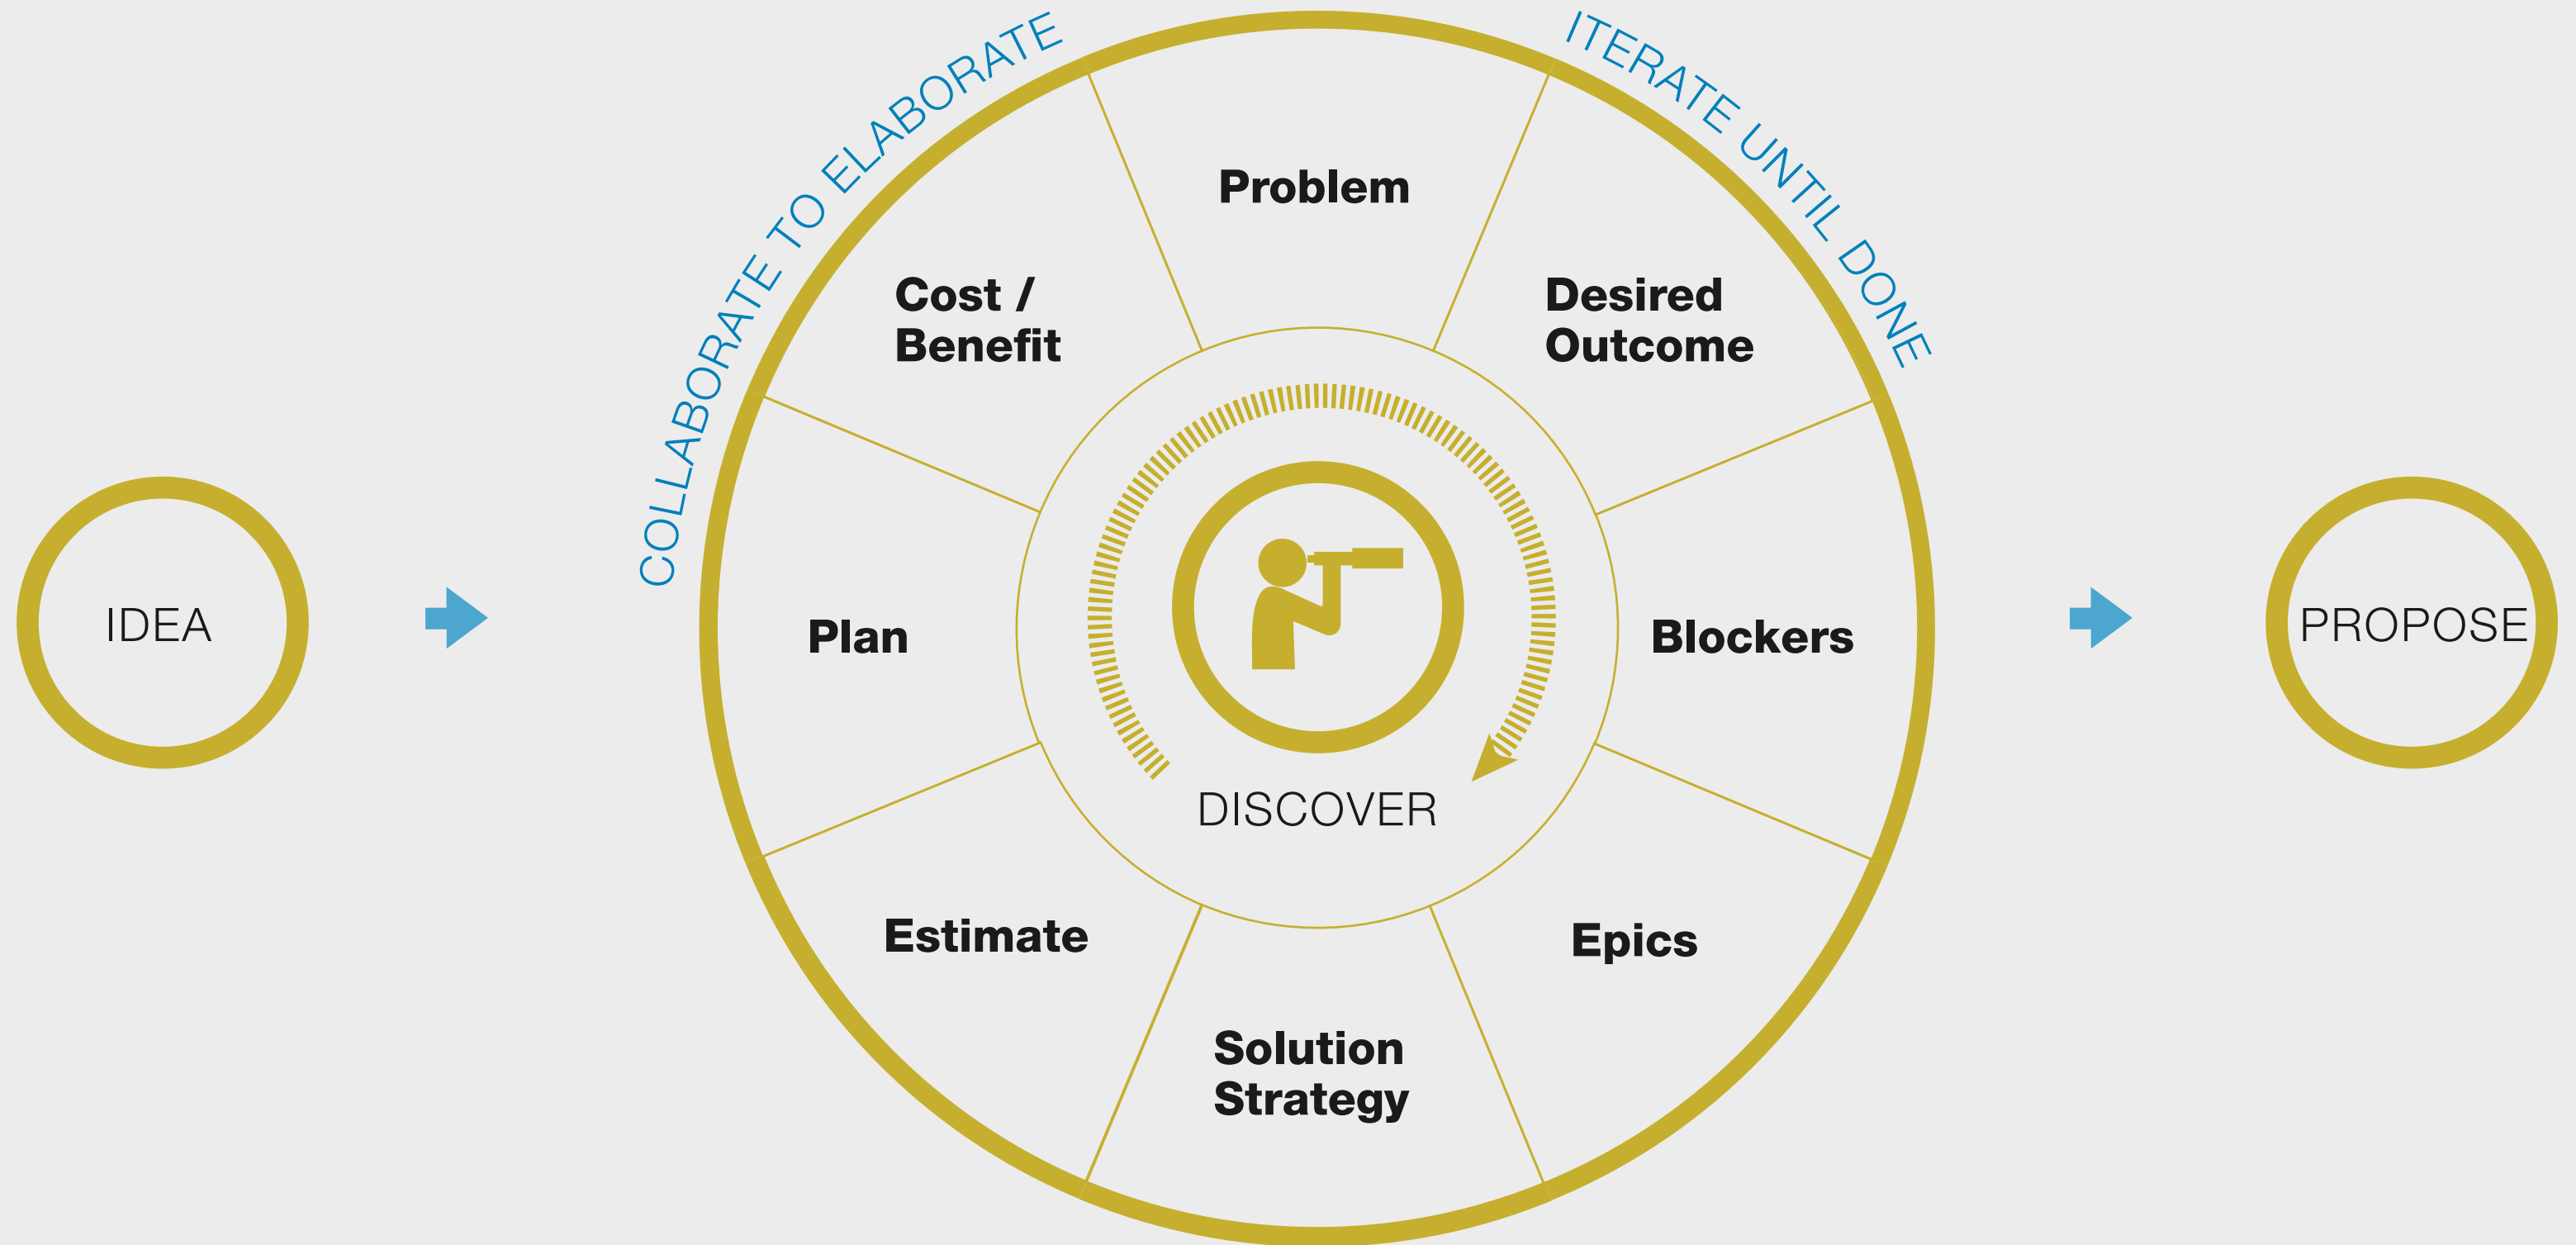 IDEA
COLLABORATE TO ELABORATE
ITERATE UNTIL DONE
Problem
Desired
Outcome
Blockers
Epics
Solution
Strategy
Estimate
Plan
Cost /
Benefit
DISCOVER
PROPOSE